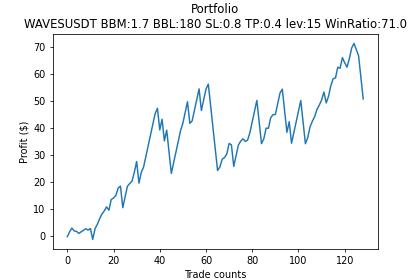 Portfolio
WAVESUSDT BBM:1.7 BBL:180 SL:0.8 TP:0.4 lev:15 WinRatio:71.0
Profit ($)
70
60
50
40
30
20
10
0
0 20 40 60 80 100 120
Trade counts